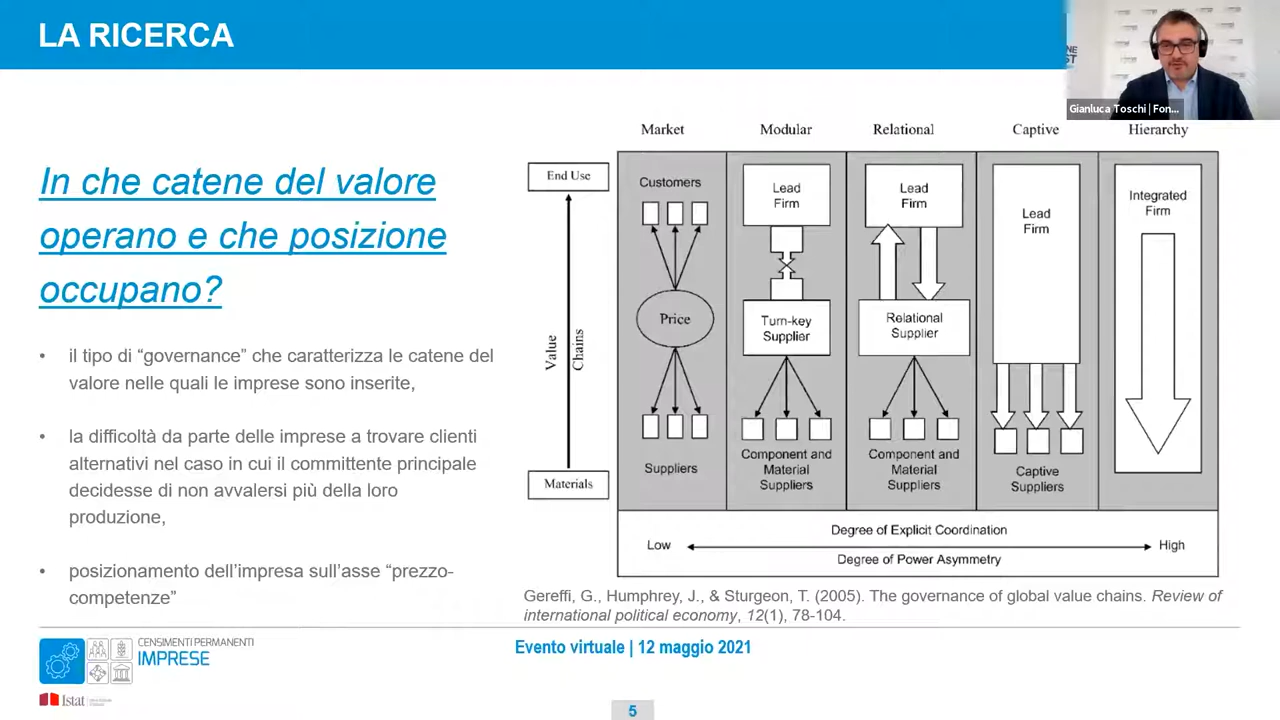 LA RICERCA
NE
ST
Gianluca Toschi | Fon...
In che catene del valore
operano e che posizione
occupano?
• il tipo di “governance” che caratterizza le catene del
valore nelle quali le imprese sono inserite,
• la difficoltà da parte delle imprese a trovare clienti
alternativi nel caso in cui il committente principale
decidesse di non avvalersi più della loro
produzione,
• posizionamento dell’impresa sull’asse “prezzo-
competenze”
Market Modular Relational Captive Hierarchy
End Use
Value
Chains
Materials
Customers
Price
Suppliers
Lead
Firm
Turn-key
Supplier
Component and
Material
Suppliers
Lead
Firm
Relational
Supplier
Component and
Material
Suppliers
Lead
Firm
Captive
Suppliers
Integrated
Firm
Degree of Explicit Coordination
Low High
Degree of Power Asymmetry
Gereffi, G., Humphrey, J., & Sturgeon, T. (2005). The governance of global value chains. Review of
international political economy, 12(1), 78-104.
CENSIMENTI PERMANENTI
IMPRESE
Istat
Evento virtuale | 12 maggio 2021
5